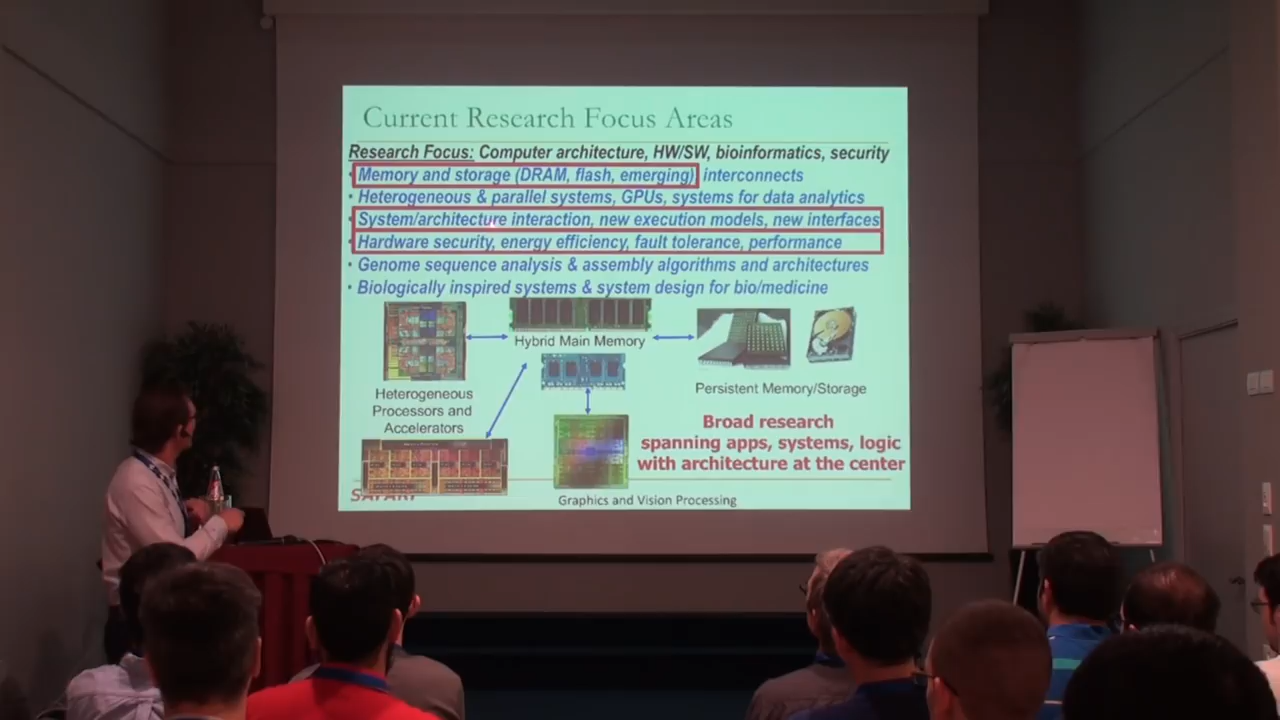 Current Research Focus Areas
Research Focus: Computer architecture, HW/SW, bioinformatics, security
• Memory and storage (DRAM, flash, emerging), interconnects
• Heterogeneous & parallel systems, GPUs, systems for data analytics
• System/architecture interaction, new execution models, new interfaces
• Hardware security, energy efficiency, fault tolerance, performance
• Genome sequence analysis & assembly algorithms and architectures
• Biologically inspired systems & system design for bio/medicine
Hybrid Main Memory
Heterogeneous
Processors and
Accelerators
Persistent Memory/Storage
Broad research
spanning apps, systems, logic
with architecture at the center
SAFARI
Graphics and Vision Processing